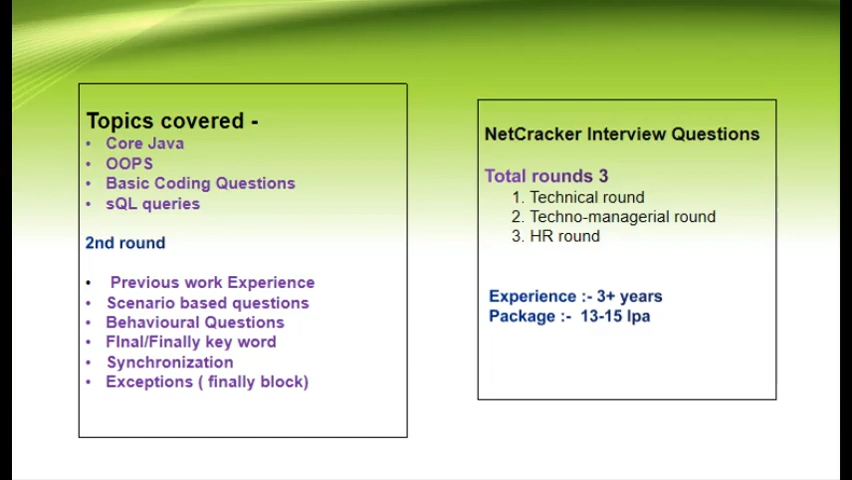 Topics covered -
• Core Java
• OOPS
• Basic Coding Questions
• sQL queries
2nd round
• Previous work Experience
• Scenario based questions
• Behavioural Questions
• FInal/Finally key word
• Synchronization
• Exceptions ( finally block)
NetCracker Interview Questions
Total rounds 3
1. Technical round
2. Techno-managerial round
3. HR round
Experience :- 3+ years
Package :- 13-15 lpa